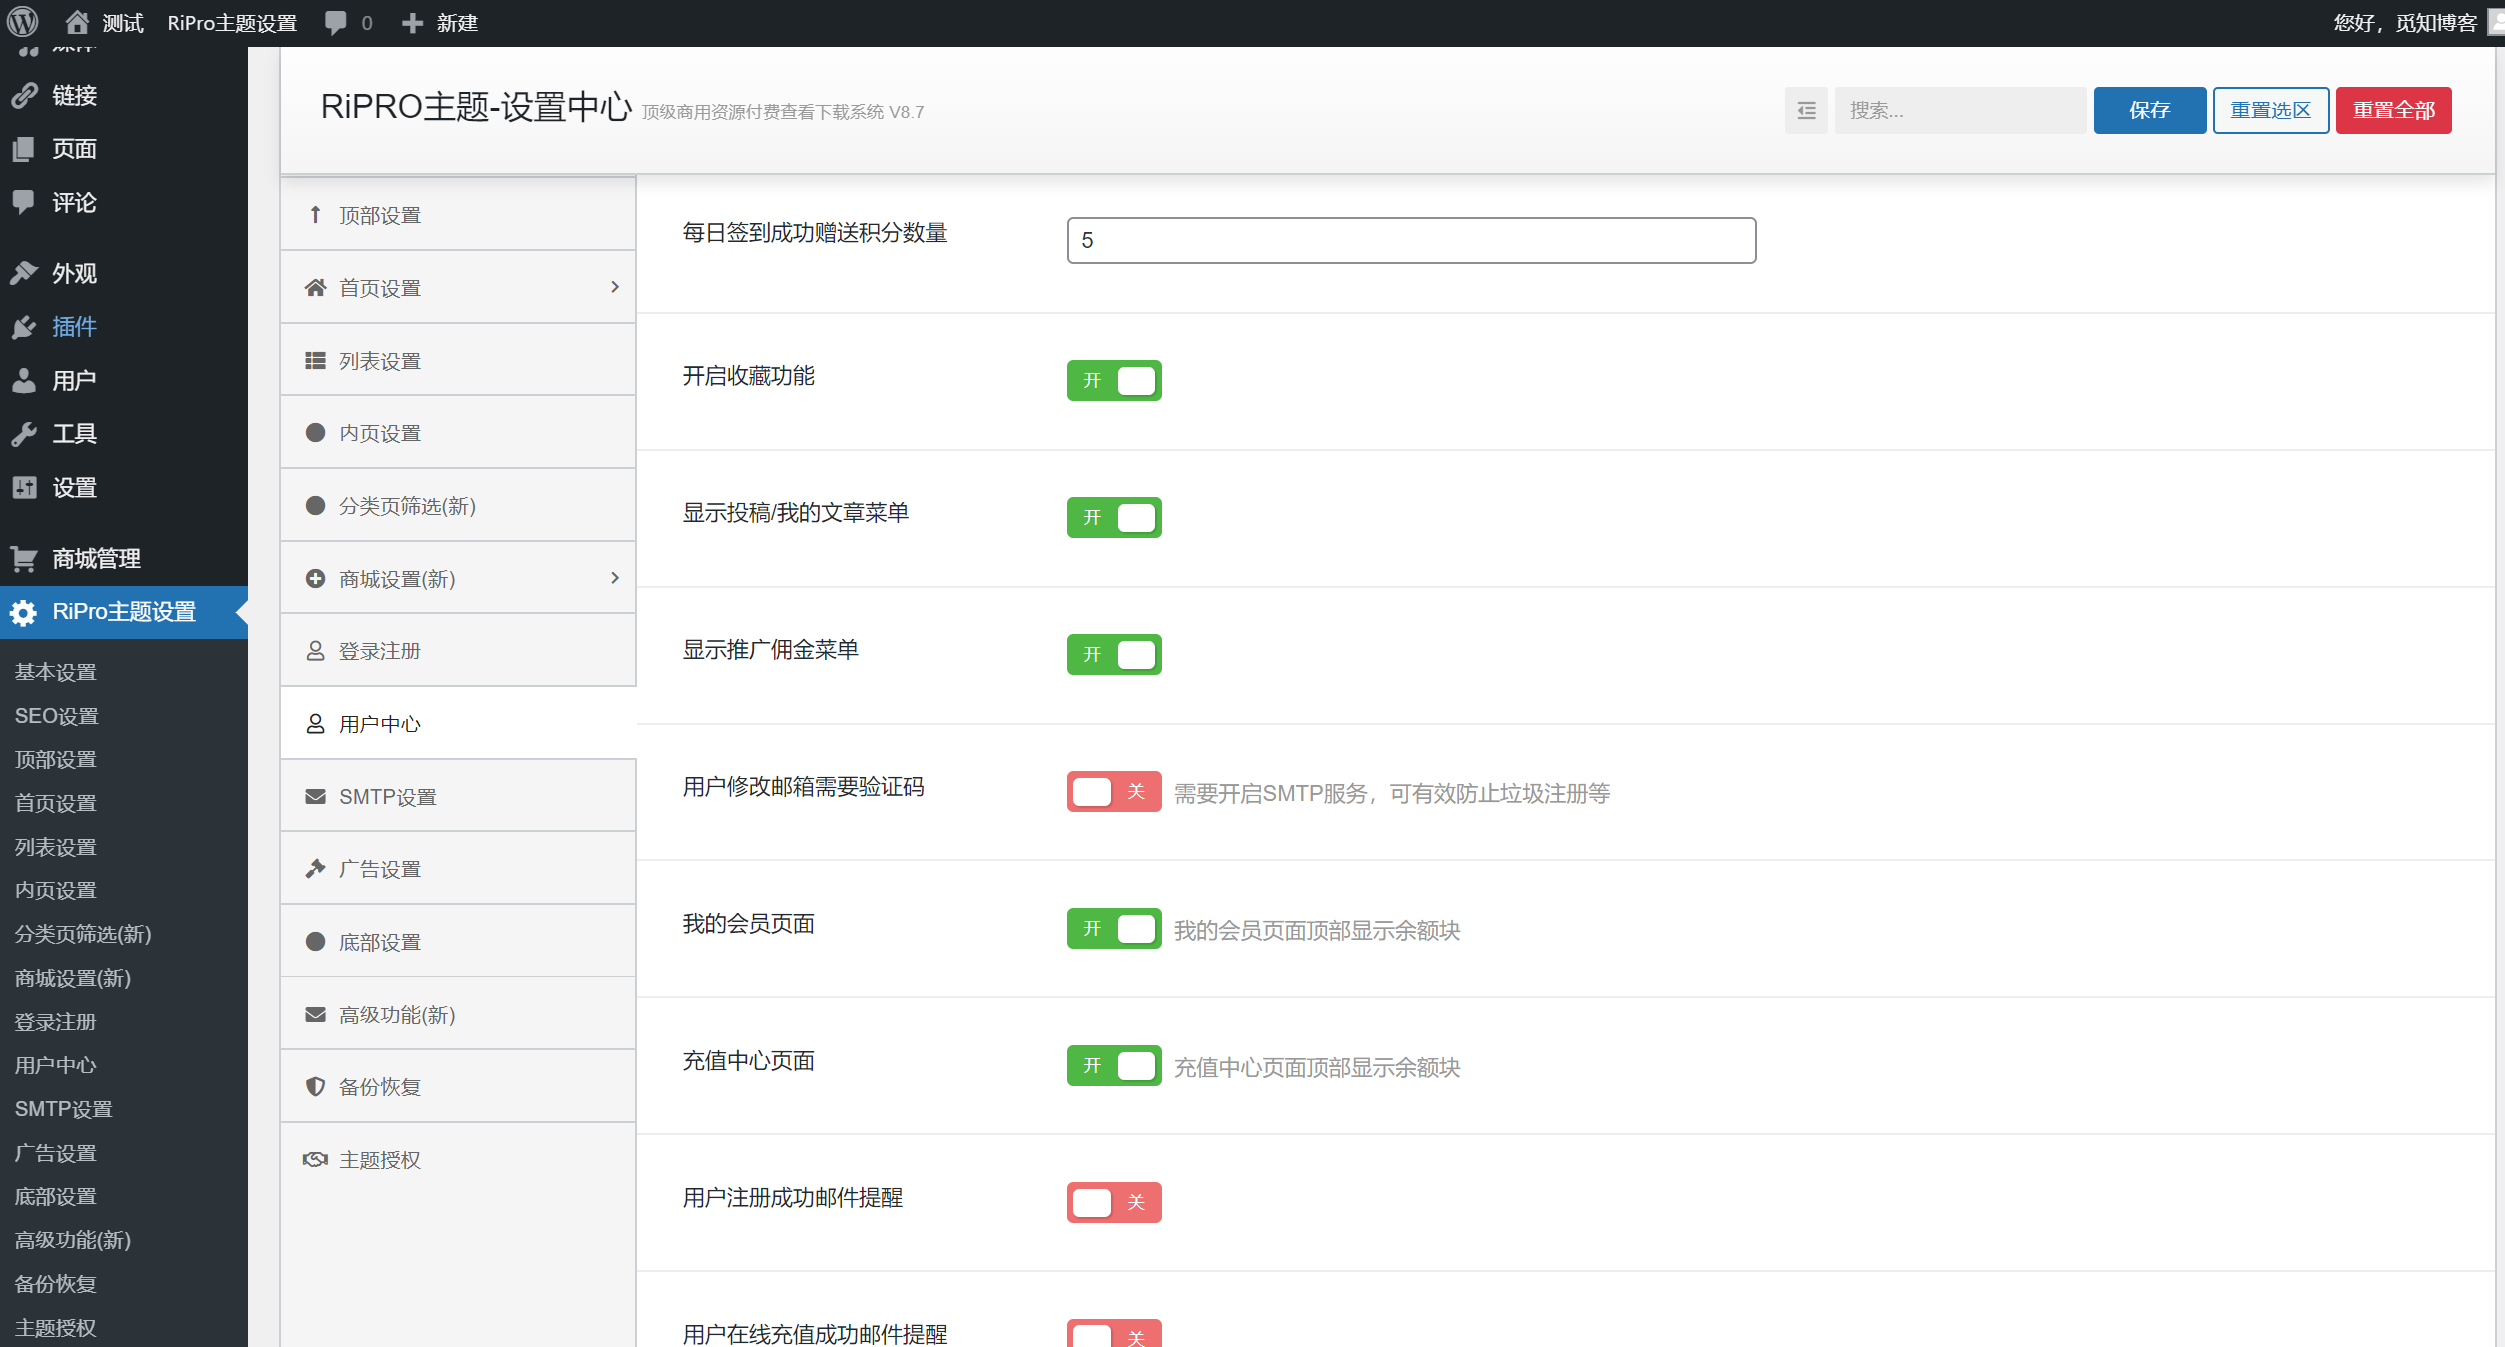 测试
RiPro主题设置
0
新建
您好，觅知博客
链接
页面
评论
外观
插件
用户
工具
设置
商城管理
RiPro主题设置
基本设置
SEO设置
顶部设置
首页设置
列表设置
内页设置
分类页筛选(新)
商城设置(新)
登录注册
用户中心
SMTP设置
广告设置
底部设置
高级功能(新)
备份恢复
主题授权
RiPRO主题-设置中心 顶级商用资源付费查看下载系统 V8.7
搜索...
保存
重置选区
重置全部
顶部设置
首页设置
列表设置
内页设置
分类页筛选(新)
商城设置(新)
登录注册
用户中心
SMTP设置
广告设置
底部设置
高级功能(新)
备份恢复
主题授权
每日签到成功赠送积分数量
5
开启收藏功能
开
显示投稿/我的文章菜单
开
显示推广佣金菜单
开
用户修改邮箱需要验证码
关
需要开启SMTP服务，可有效防止垃圾注册等
我的会员页面
开
我的会员页面顶部显示余额块
充值中心页面
开
充值中心页面顶部显示余额块
用户注册成功邮件提醒
关
用户在线充值成功邮件提醒
关